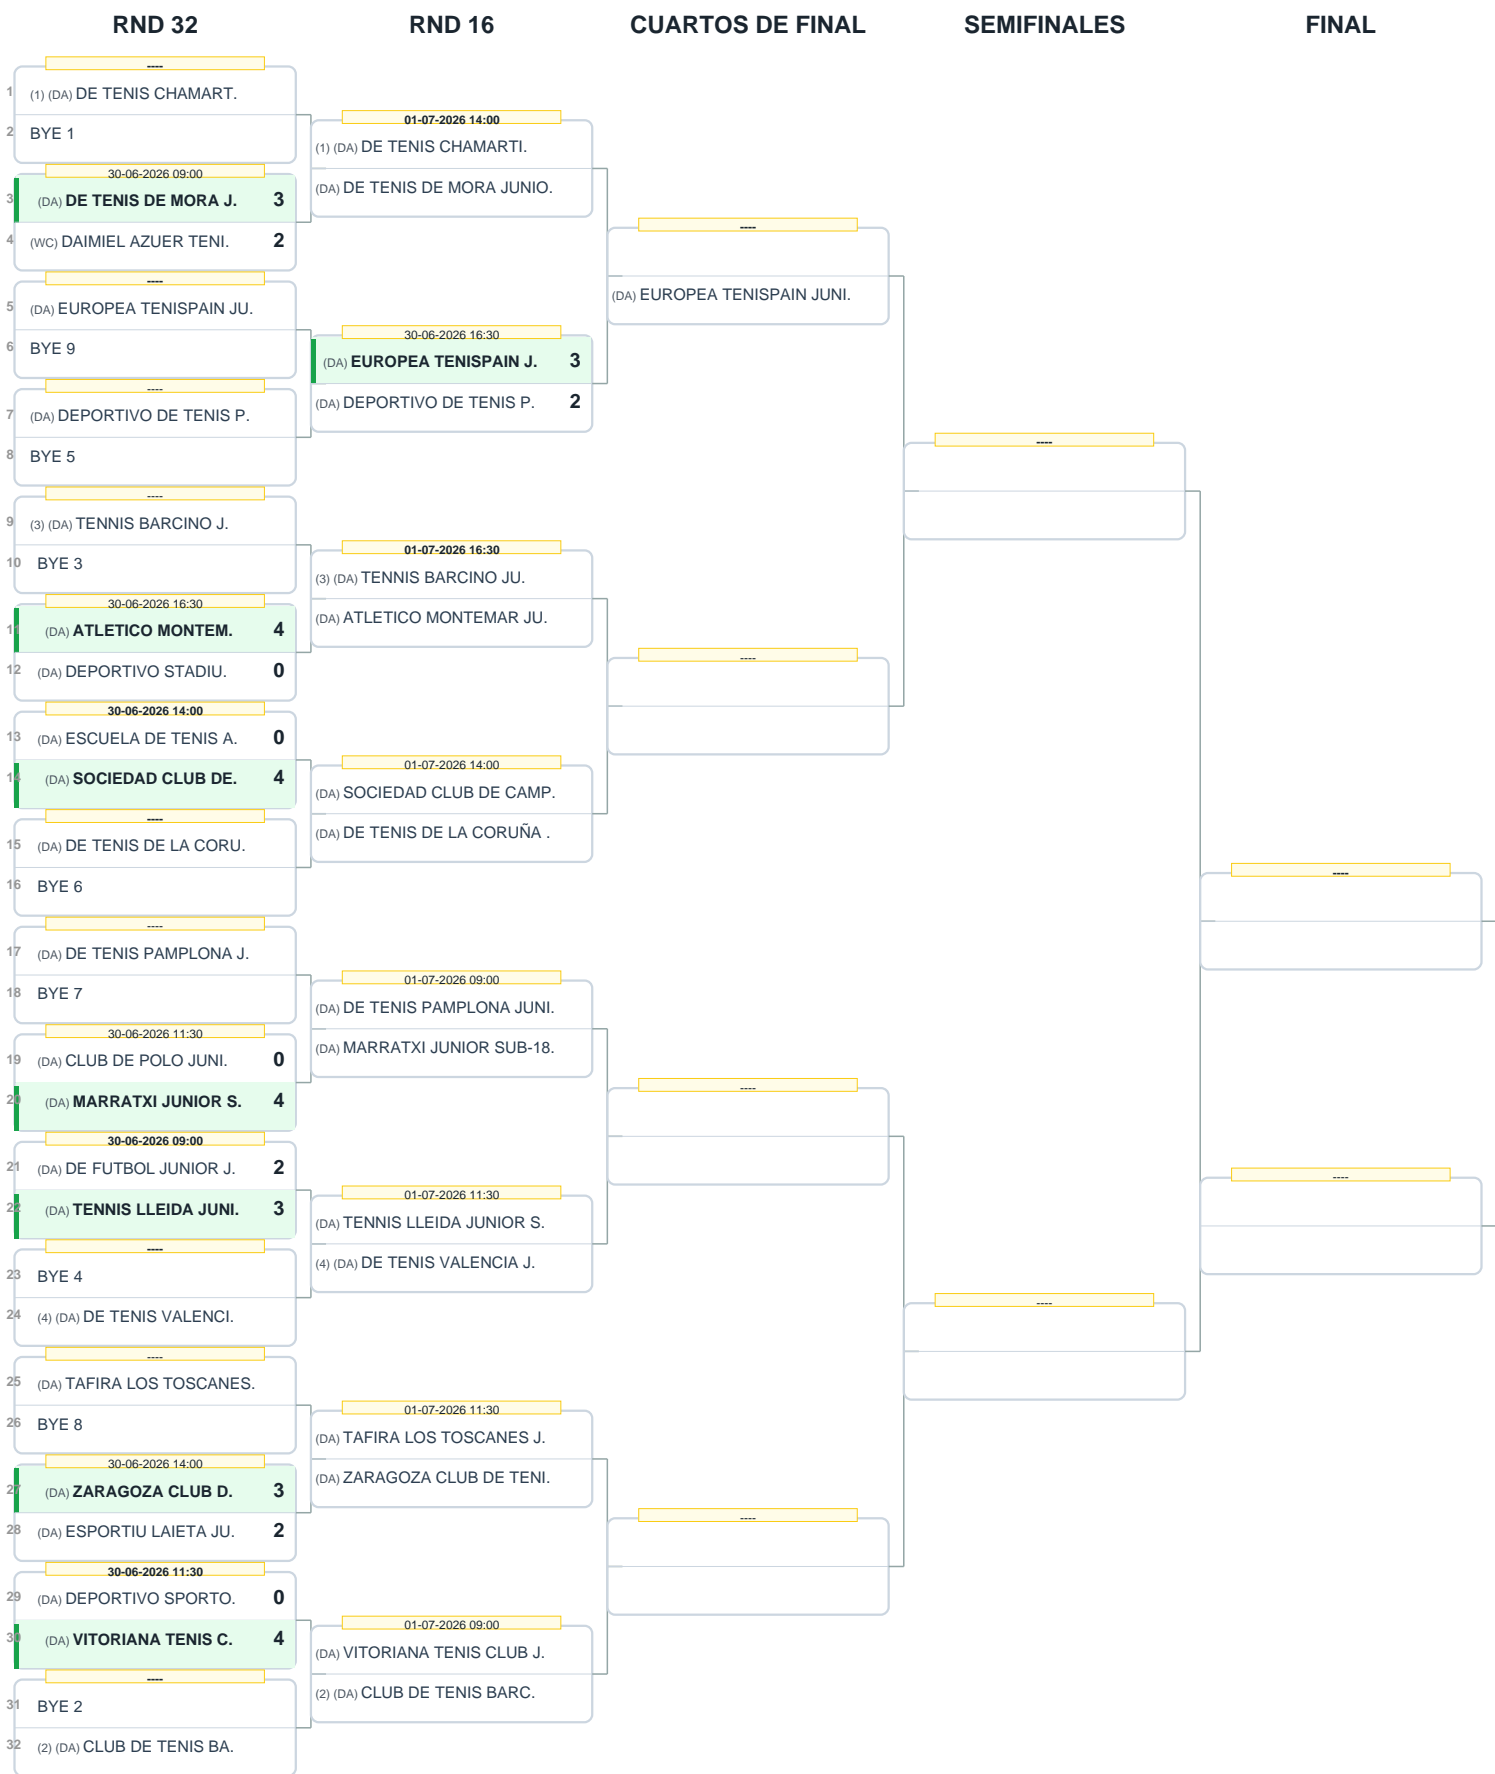 RND 32
RND 16
CUARTOS DE FINAL
SEMIFINALES
FINAL
----
1 (1) (DA) DE TENIS CHAMART.
2 BYE 1
30-06-2026 09:00
3 (DA) DE TENIS DE MORA J. 3
4 (WC) DAIMIEL AZUER TENI. 2
----
5 (DA) EUROPEA TENISPAIN JU.
6 BYE 9
----
7 (DA) DEPORTIVO DE TENIS P.
8 BYE 5
----
9 (3) (DA) TENNIS BARCINO J.
10 BYE 3
30-06-2026 16:30
11 (DA) ATLETICO MONTEM. 4
12 (DA) DEPORTIVO STADIU. 0
30-06-2026 14:00
13 (DA) ESCUELA DE TENIS A. 0
14 (DA) SOCIEDAD CLUB DE. 4
----
15 (DA) DE TENIS DE LA CORU.
16 BYE 6
----
17 (DA) DE TENIS PAMPLONA J.
18 BYE 7
30-06-2026 11:30
19 (DA) CLUB DE POLO JUNI. 0
20 (DA) MARRATXI JUNIOR S. 4
30-06-2026 09:00
21 (DA) DE FUTBOL JUNIOR J. 2
22 (DA) TENNIS LLEIDA JUNI. 3
----
23 BYE 4
24 (4) (DA) DE TENIS VALENCI.
----
25 (DA) TAFIRA LOS TOSCANES.
26 BYE 8
30-06-2026 14:00
27 (DA) ZARAGOZA CLUB D. 3
28 (DA) ESPORTIU LAIETA JU. 2
30-06-2026 11:30
29 (DA) DEPORTIVO SPORTO. 0
30 (DA) VITORIANA TENIS C. 4
----
31 BYE 2
32 (2) (DA) CLUB DE TENIS BA.
01-07-2026 14:00
(1) (DA) DE TENIS CHAMARTI.
(DA) DE TENIS DE MORA JUNIO.
30-06-2026 16:30
(DA) EUROPEA TENISPAIN J. 3
(DA) DEPORTIVO DE TENIS P. 2
01-07-2026 16:30
(3) (DA) TENNIS BARCINO JU.
(DA) ATLETICO MONTEMAR JU.
01-07-2026 14:00
(DA) SOCIEDAD CLUB DE CAMP.
(DA) DE TENIS DE LA CORUÑA .
01-07-2026 09:00
(DA) DE TENIS PAMPLONA JUNI.
(DA) MARRATXI JUNIOR SUB-18.
01-07-2026 11:30
(DA) TENNIS LLEIDA JUNIOR S.
(4) (DA) DE TENIS VALENCIA J.
01-07-2026 11:30
(DA) TAFIRA LOS TOSCANES J.
(DA) ZARAGOZA CLUB DE TENI.
01-07-2026 09:00
(DA) VITORIANA TENIS CLUB J.
(2) (DA) CLUB DE TENIS BARC.
----
(DA) EUROPEA TENISPAIN JUNI.
----
----
----
----
----
----
----